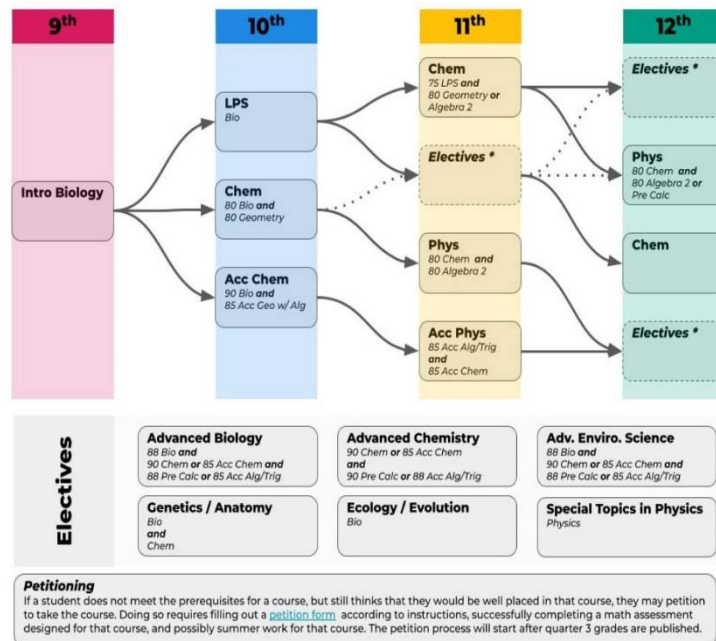 9th
10th
11th
12th
Intro Biology
LPS
Bio
Chem
80 Bio and
80 Geometry
Acc Chem
90 Bio and
85 Acc Geo w/ Alg
Chem
75 LPS and
80 Geometry or
Algebra 2
Electives *
Phys
80 Chem and
80 Algebra 2
Acc Phys
85 Acc Alg/Trig
and
85 Acc Chem
Electives *
Phys
80 Chem and
80 Algebra 2 or
Pre Calc
Chem
Electives *
Electives
Advanced Biology
88 Bio and
90 Chem or 85 Acc Chem and
88 Pre Calc or 85 Acc Alg/Trig
Advanced Chemistry
90 Chem or 85 Acc Chem
and
90 Pre Calc or 88 Acc Alg/Trig
Adv. Enviro. Science
88 Bio and
90 Chem or 85 Acc Chem and
88 Pre Calc or 85 Acc Alg/Trig
Genetics / Anatomy
Bio
and
Chem
Ecology / Evolution
Bio
Special Topics in Physics
Physics
Petitioning
If a student does not meet the prerequisites for a course, but still thinks that they would be well placed in that course, they may petition
to take the course. Doing so requires filling out a petition form according to instructions, successfully completing a math assessment
designed for that course, and possibly summer work for that course. The petition process will start after quarter 3 grades are published.